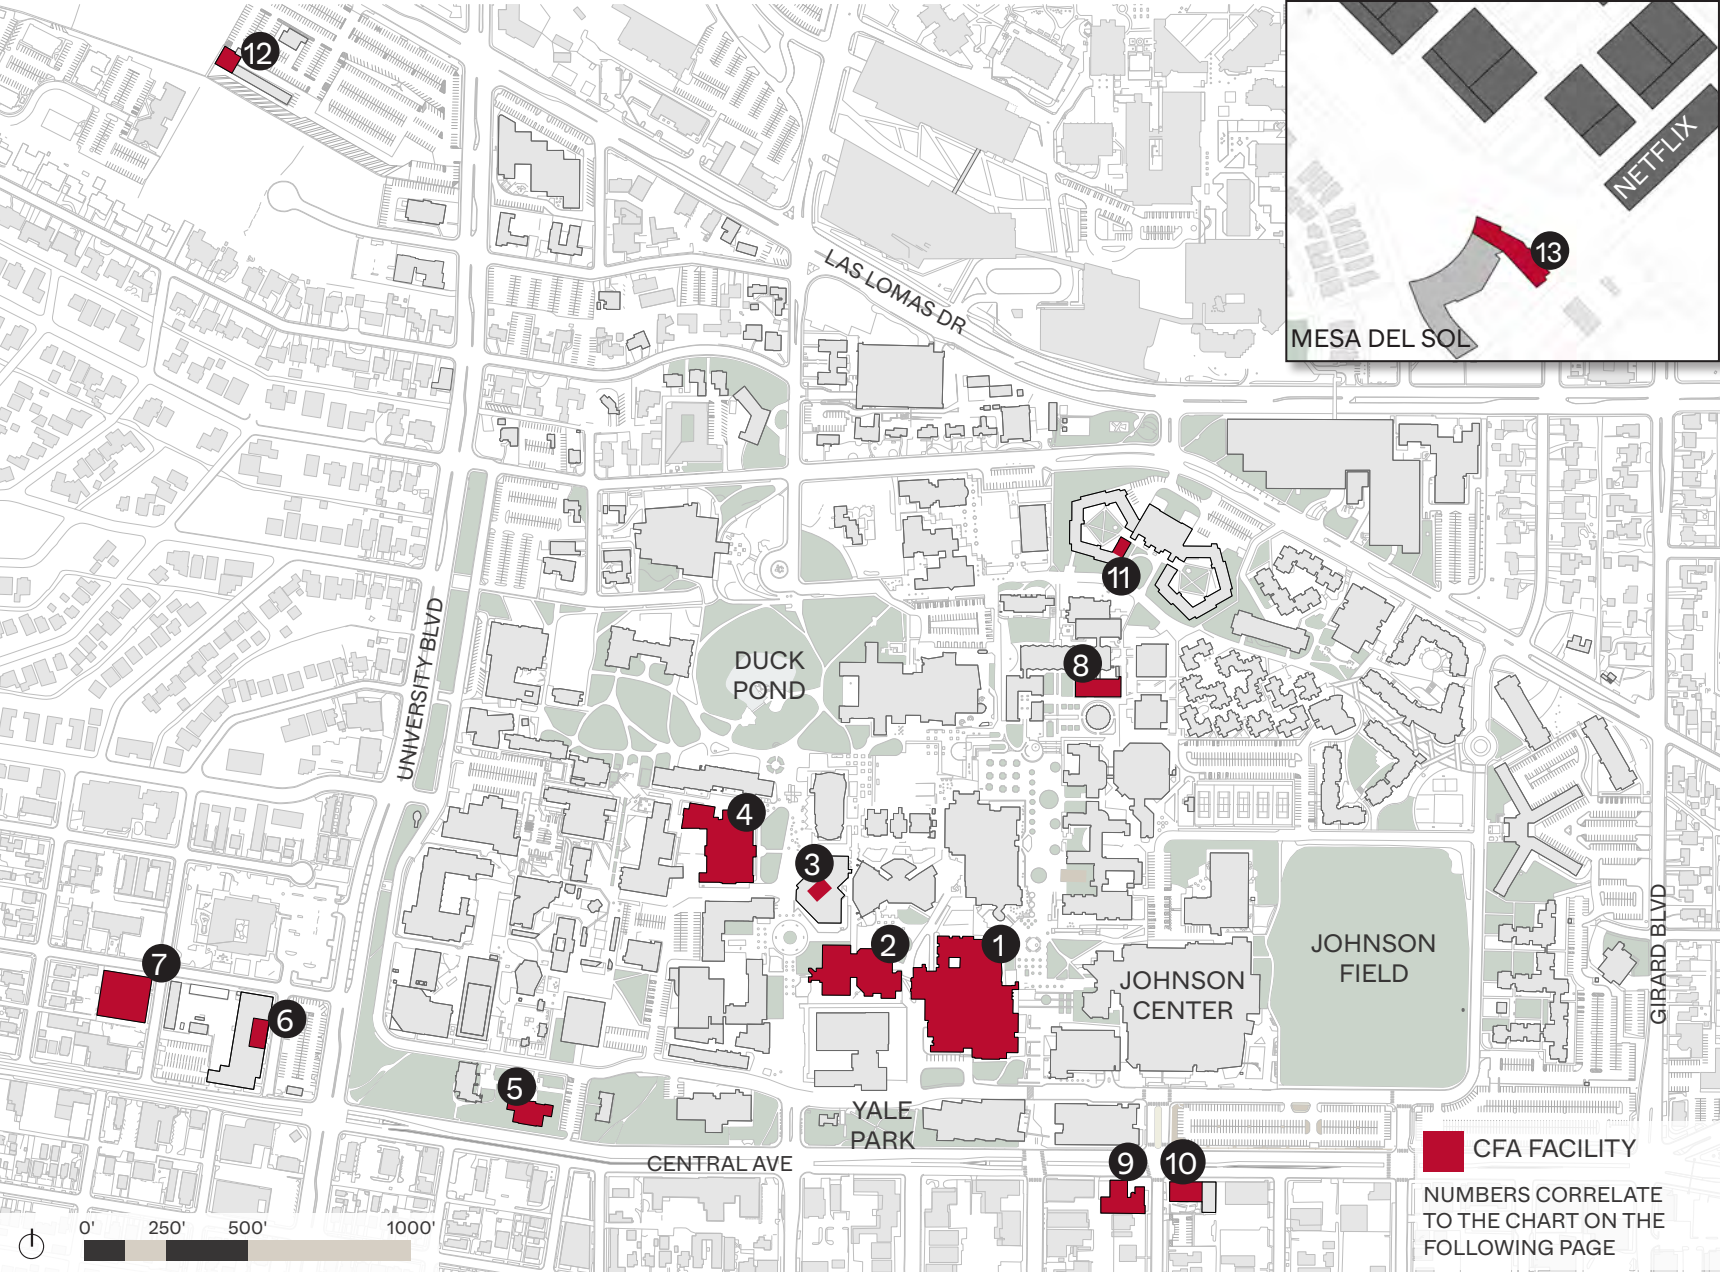 12
NETFLIX
13
MESA DEL SOL
LAS LOMAS DR
11
UNIVERSITY BLVD
DUCK
POND
8
4
3
GIRARD BLVD
JOHNSON
FIELD
2
1
JOHNSON
CENTER
7
6
5
YALE
PARK
CENTRAL AVE
9
10
CFA FACILITY
NUMBERS CORRELATE
TO THE CHART ON THE
FOLLOWING PAGE
0' 250' 500' 1000'